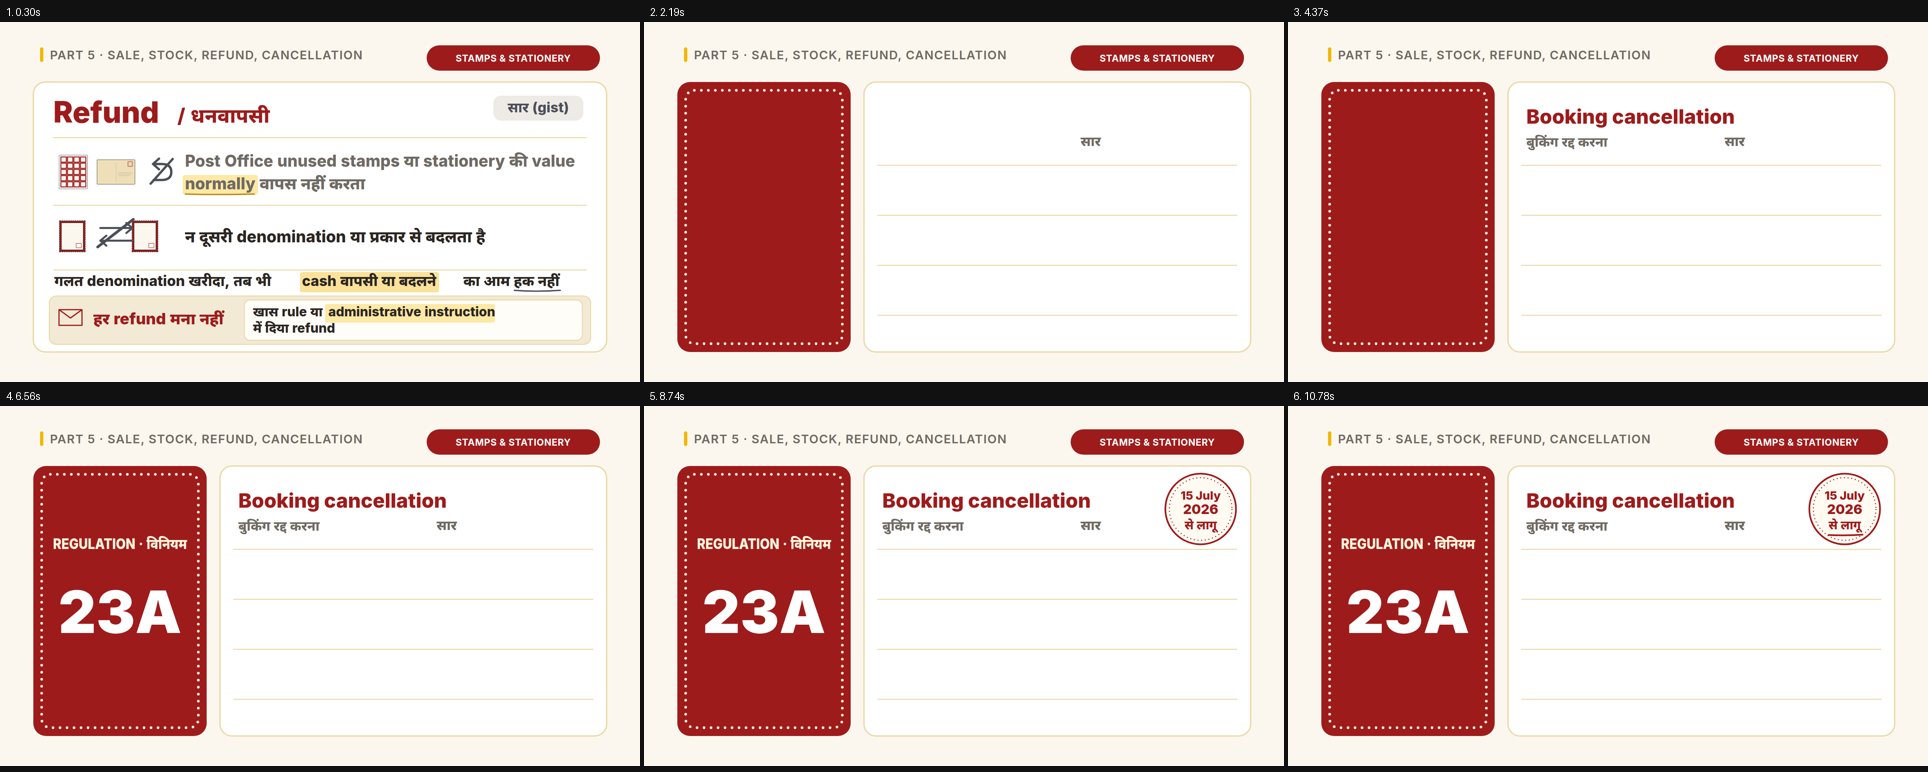 1. 0.30s
PART 5 · SALE, STOCK, REFUND, CANCELLATION
STAMPS & STATIONERY
Refund / धनवापसी
सार (gist)
Post Office unused stamps या stationery की value
normally वापस नहीं करता
न दूसरी denomination या प्रकार से बदलता है
गलत denomination खरीदा, तब भी cash वापसी या बदलने का आम हक नहीं
हर refund मना नहीं
खास rule या administrative instruction
में दिया refund
2. 2.19s
PART 5 · SALE, STOCK, REFUND, CANCELLATION
STAMPS & STATIONERY
सार
3. 4.37s
PART 5 · SALE, STOCK, REFUND, CANCELLATION
STAMPS & STATIONERY
Booking cancellation
बुकिंग रद्द करना
सार
4. 6.56s
PART 5 · SALE, STOCK, REFUND, CANCELLATION
STAMPS & STATIONERY
REGULATION · विनियम
23A
Booking cancellation
बुकिंग रद्द करना
सार
5. 8.74s
PART 5 · SALE, STOCK, REFUND, CANCELLATION
STAMPS & STATIONERY
REGULATION · विनियम
23A
Booking cancellation
बुकिंग रद्द करना
सार
15 July
2026
से लागू
6. 10.78s
PART 5 · SALE, STOCK, REFUND, CANCELLATION
STAMPS & STATIONERY
REGULATION · विनियम
23A
Booking cancellation
बुकिंग रद्द करना
सार
15 July
2026
से लागू